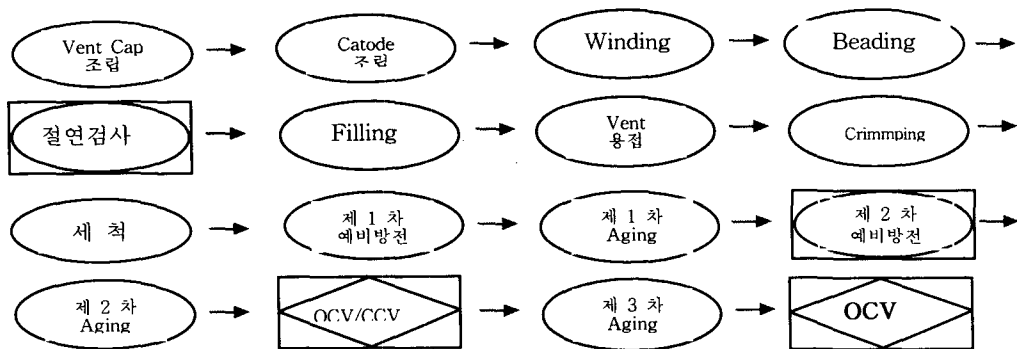 Vent Cap
조립
Catode
조립
Winding
Beading
절연검사
Filling
Vent
용접
Crimmping
세 척
제 1 차
예비방전
제 1 차
Aging
제 2 차
예비방전
제 2 차
Aging
OCV/CCV
제 3 차
Aging
OCV